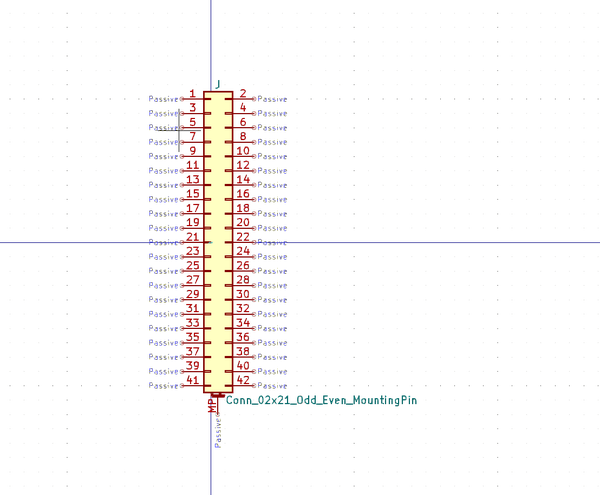 J
Passive 1 2 Passive
Passive 3 4 Passive
Passive 5 6 Passive
Passive 7 8 Passive
Passive 9 10 Passive
Passive 11 12 Passive
Passive 13 14 Passive
Passive 15 16 Passive
Passive 17 18 Passive
Passive 19 20 Passive
Passive 21 22 Passive
Passive 23 24 Passive
Passive 25 26 Passive
Passive 27 28 Passive
Passive 29 30 Passive
Passive 31 32 Passive
Passive 33 34 Passive
Passive 35 36 Passive
Passive 37 38 Passive
Passive 39 40 Passive
Passive 41 42 Passive
MP Conn_02x21_Odd_Even_MountingPin
Passive